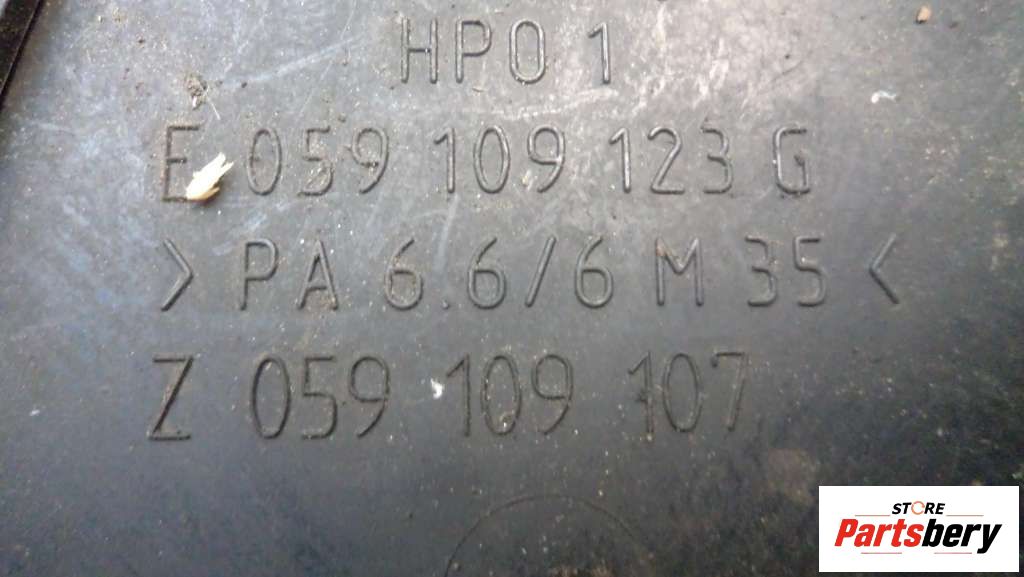 HPO 1
E 059 109 123 G
> PA 6.6/6 M 35 <
Z 059 109 107
STORE
Partsbery